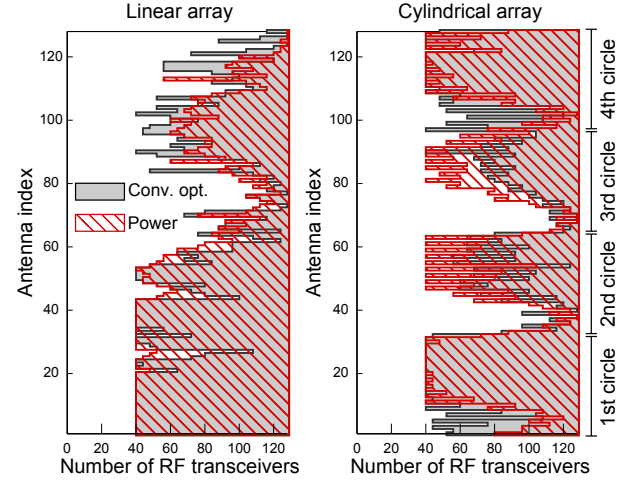 Linear array
Cylindrical array
Antenna index
120
100
80
60
40
20
0
20
40
60
80
100
120
Number of RF transceivers
Conv. opt.
Power
Antenna index
120
100
80
60
40
20
0
20
40
60
80
100
120
Number of RF transceivers
4th circle
3rd circle
2nd circle
1st circle